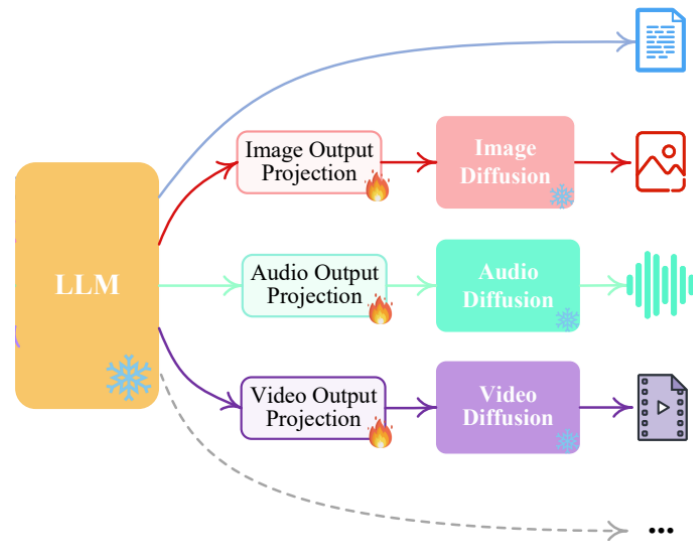 LLM
Image Output
Projection
Image
Diffusion
Audio Output
Projection
Audio
Diffusion
Video Output
Projection
Video
Diffusion
...